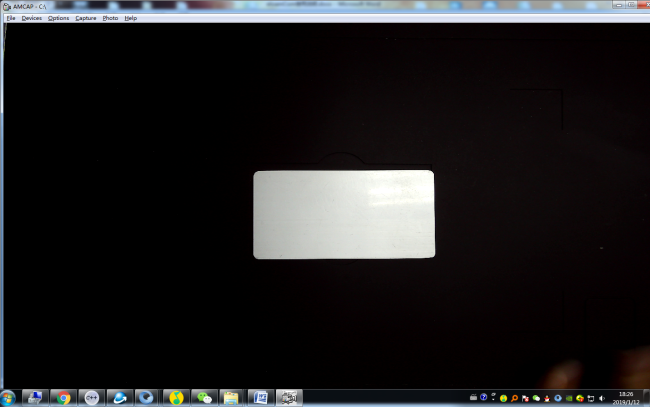 AMCAP - C:\
File Devices Options Capture Photo Help
18:26
2019/1/12